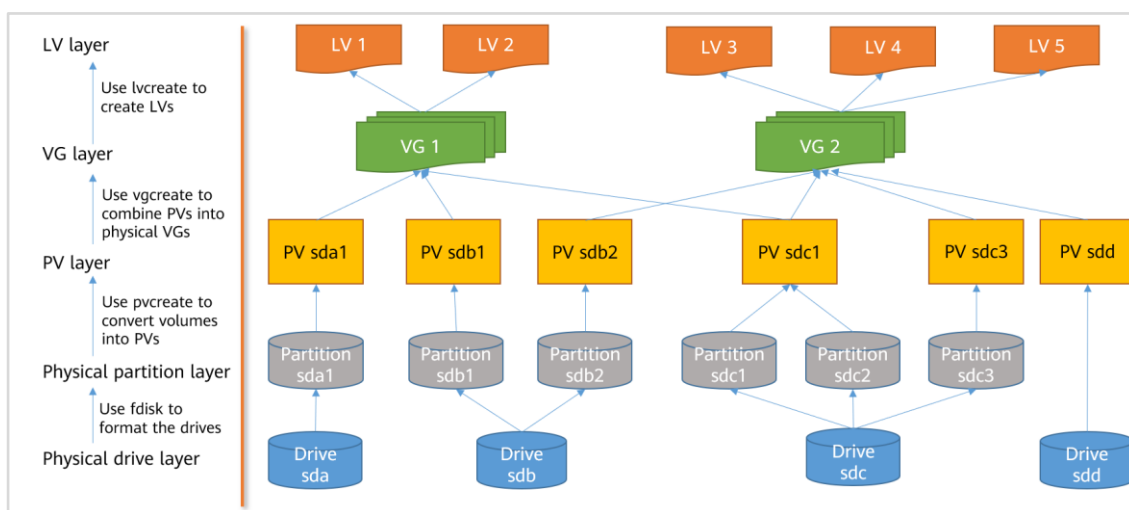 LV layer
Use lvcreate to
create LVs
VG layer
Use vgcreate to
combine PVs into
physical VGs
PV layer
Use pvcreate to
convert volumes
into PVs
Physical partition layer
Use fdisk to
format the drives
Physical drive layer
LV 1
LV 2
LV 3
LV 4
LV 5
VG 1
VG 2
PV sda1
PV sdb1
PV sdb2
PV sdc1
PV sdc3
PV sdd
Partition
sda1
Partition
sdb1
Partition
sdb2
Partition
sdc1
Partition
sdc2
Partition
sdc3
Drive
sda
Drive
sdb
Drive
sdc
Drive
sdd